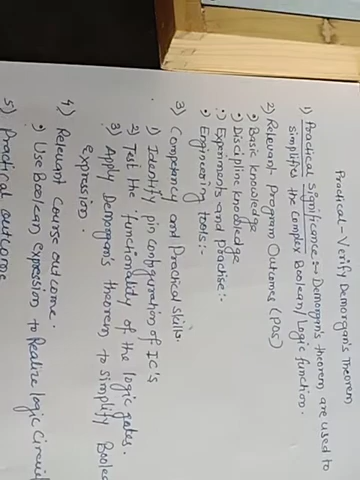 Practical - Verify Demorgan's Theorem
1) Practical Significance :- Demorgan's theorem are used to
simplifies the complex Boolean/Logic function.
2) Relevant Program Outcomes (POS)
• Basic knowledge
• Discipline knowledge
• Experiments and practise :-
• Engineering tools :-
3) Competency and Practical skills.
1) Identify pin configuration of IC's
2) Test the functionality of the logic gates.
3) Apply Demorgan's theorem to simplify Boolea
expression.
4) Relevant Course outcome.
• Use Boolean expression to Realize logic Circuit
5) Practical outcome